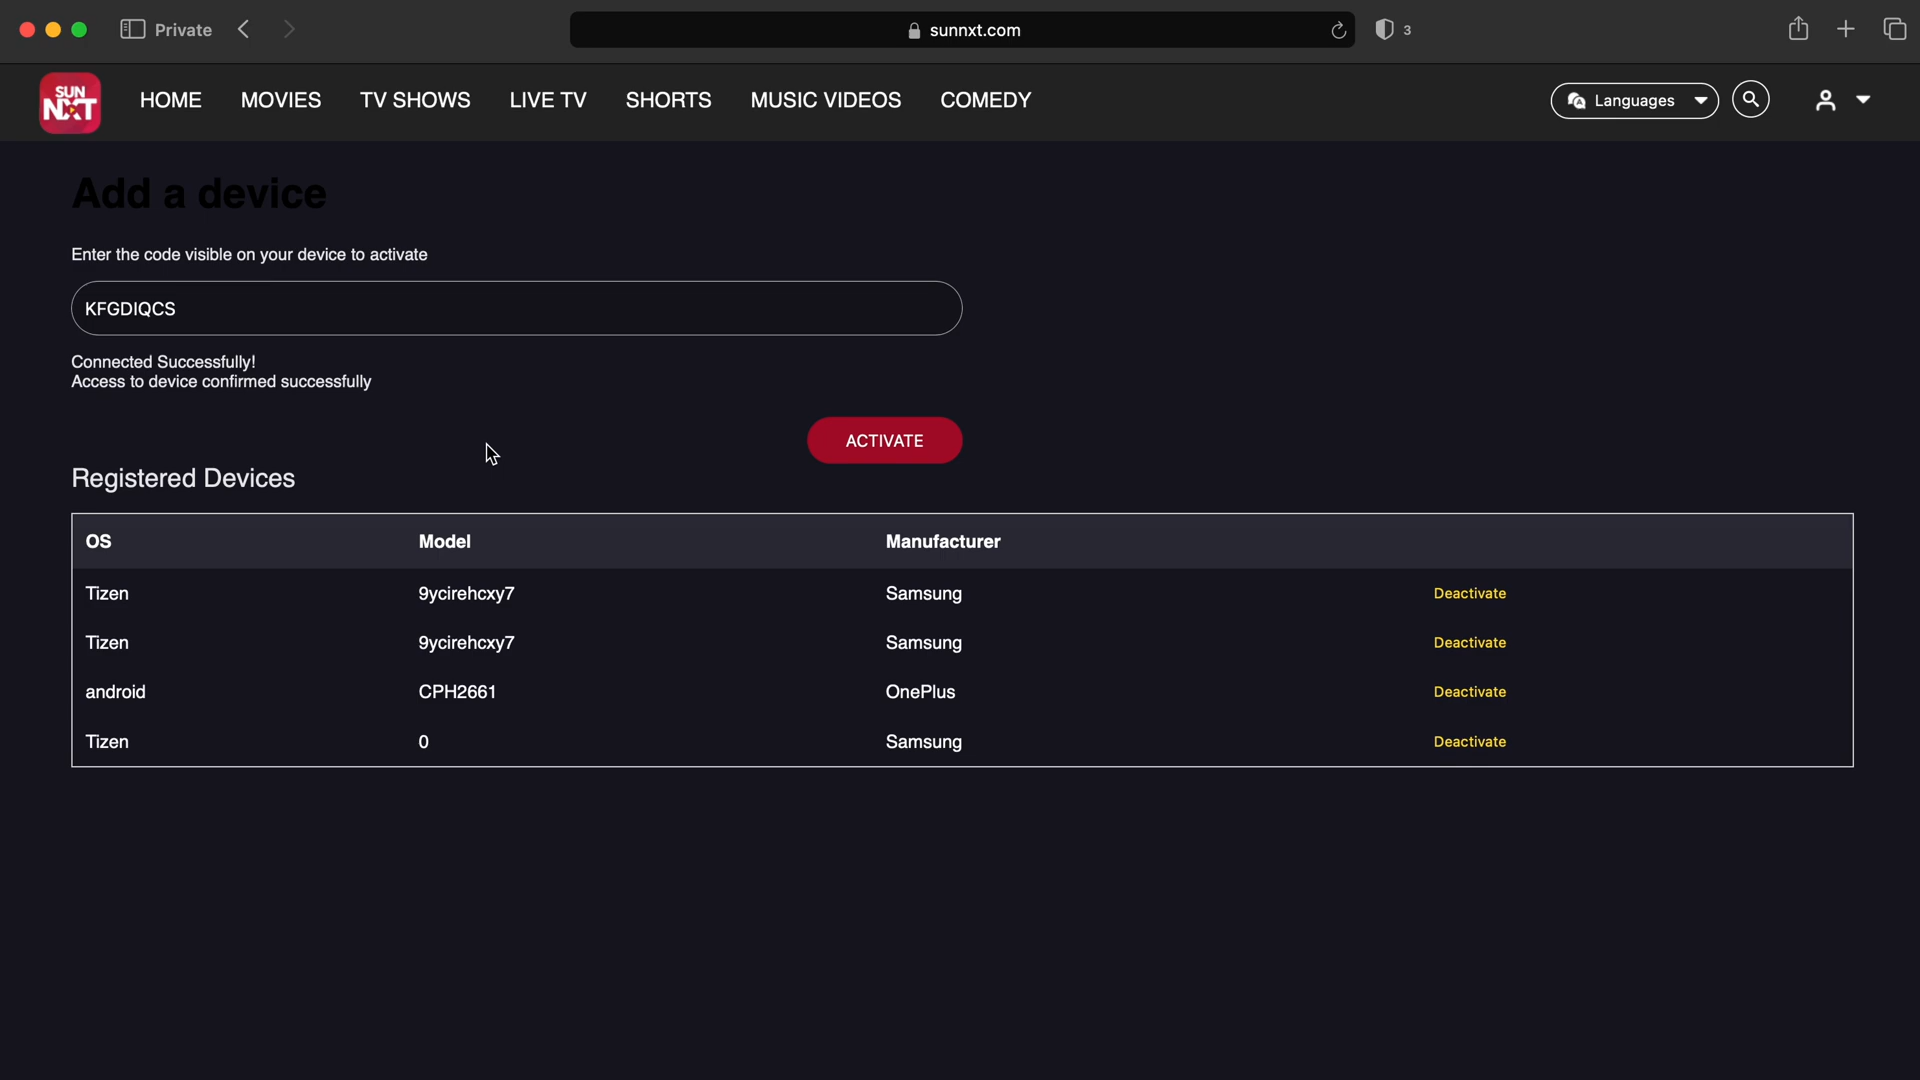 Private
sunnxt.com
3
SUN
NXT
HOME MOVIES TV SHOWS LIVE TV SHORTS MUSIC VIDEOS COMEDY
Languages
Add a device
Enter the code visible on your device to activate
KFGDIQCS
Connected Successfully!
Access to device confirmed successfully
ACTIVATE
Registered Devices
OS Model Manufacturer
Tizen 9ycirehcxy7 Samsung Deactivate
Tizen 9ycirehcxy7 Samsung Deactivate
android CPH2661 OnePlus Deactivate
Tizen 0 Samsung Deactivate